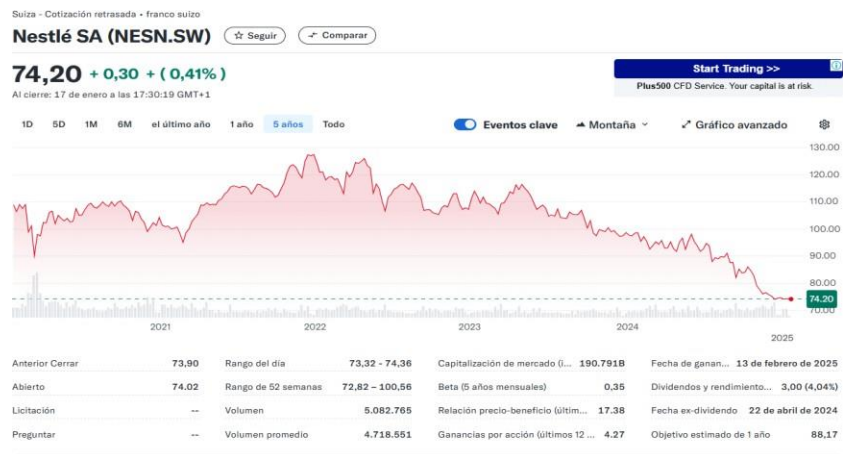 Suiza - Cotización retrasada • franco suizo
Nestlé SA (NESN.SW) ☆ Seguir Comparar
74,20 + 0,30 + ( 0,41% )
Al cierre: 17 de enero a las 17:30:19 GMT+1
Start Trading >>
Plus500 CFD Service. Your capital is at risk.
1D 5D 1M 6M el último año 1 año 5 años Todo Eventos clave Montaña Gráfico avanzado
130.00
120.00
110.00
100.00
90.00
80.00
74.20
70.00
2021 2022 2023 2024 2025
Anterior Cerrar 73,90 Rango del día 73,32 - 74,36 Capitalización de mercado (i... 190.791B Fecha de ganan... 13 de febrero de 2025
Abierto 74.02 Rango de 52 semanas 72,82 – 100,56 Beta (5 años mensuales) 0,35 Dividendos y rendimiento... 3,00 (4,04%)
Licitación -- Volumen 5.082.765 Relación precio-beneficio (últim... 17.38 Fecha ex-dividendo 22 de abril de 2024
Preguntar -- Volumen promedio 4.718.551 Ganancias por acción (últimos 12 ... 4.27 Objetivo estimado de 1 año 88,17